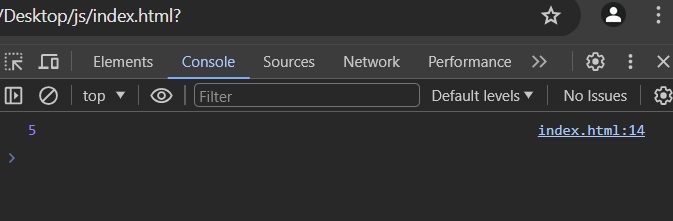 /Desktop/js/index.html?
Elements Console Sources Network Performance
top Filter Default levels No Issues
5 index.html:14